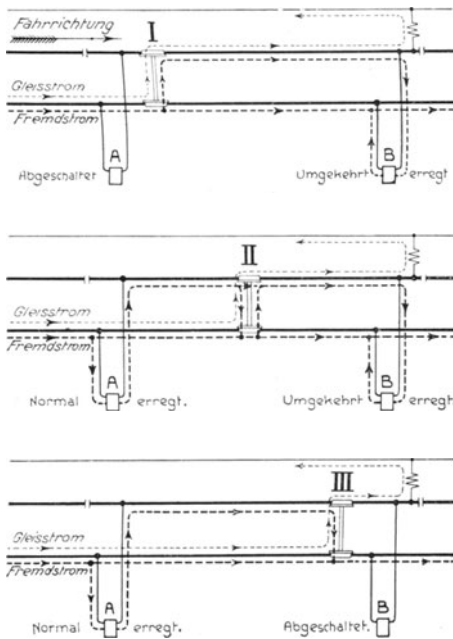 I
Fahrrichtung
Gleisstrom
Fremdstrom
A
B
Abgeschaltet
Umgekehrt erregt
II
Gleisstrom
Fremdstrom
A
B
Normal erregt.
Umgekehrt erregt.
III
Gleisstrom
Fremdstrom
A
B
Normal erregt.
Abgeschaltet.